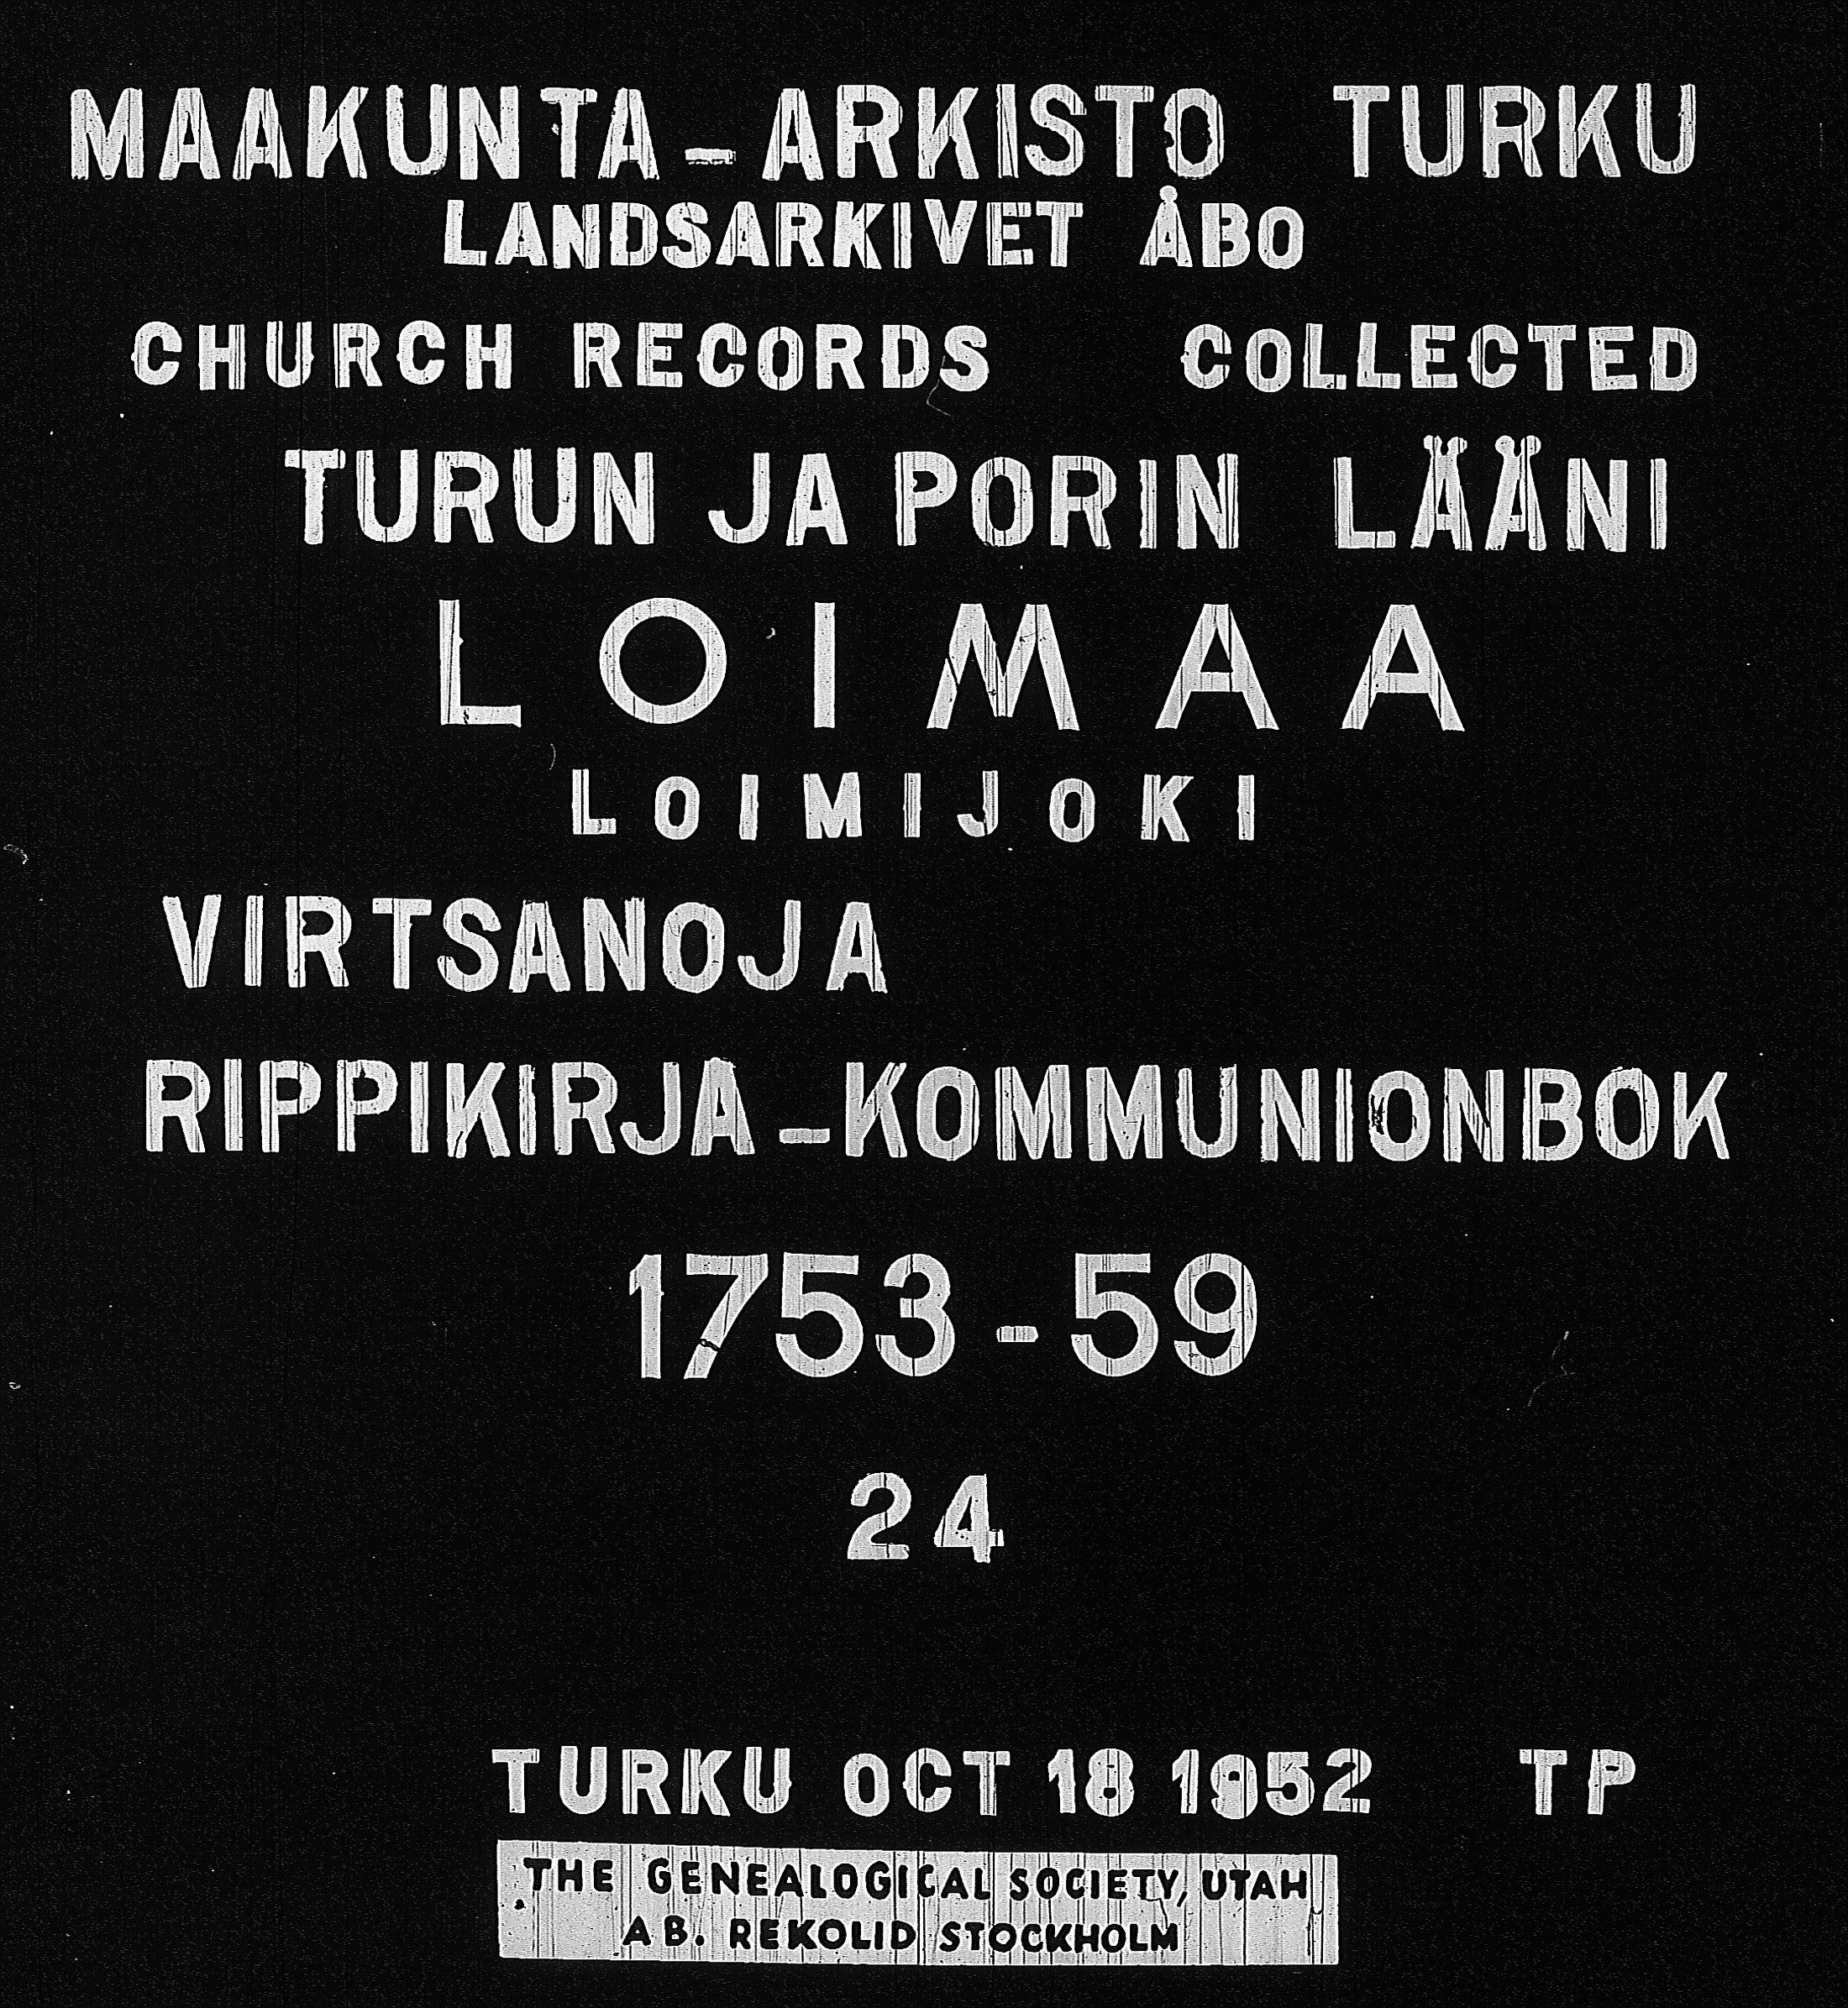 MAAKUNTA - ARKISTO TURKU
LANDSARKIVET ÅBO
CHURCH RECORDS COLLECTED
TURUN JA PORIN LÄÄNI
LOIMAA
LOIMIJOKI
VIRTSANOJA
RIPPIKIRJA - KOMMUNIONBOK
1753 - 59
24
TURKU OCT 18 1952 TP
THE GENEALOGICAL SOCIETY, UTAH
AB. REKOLID STOCKHOLM